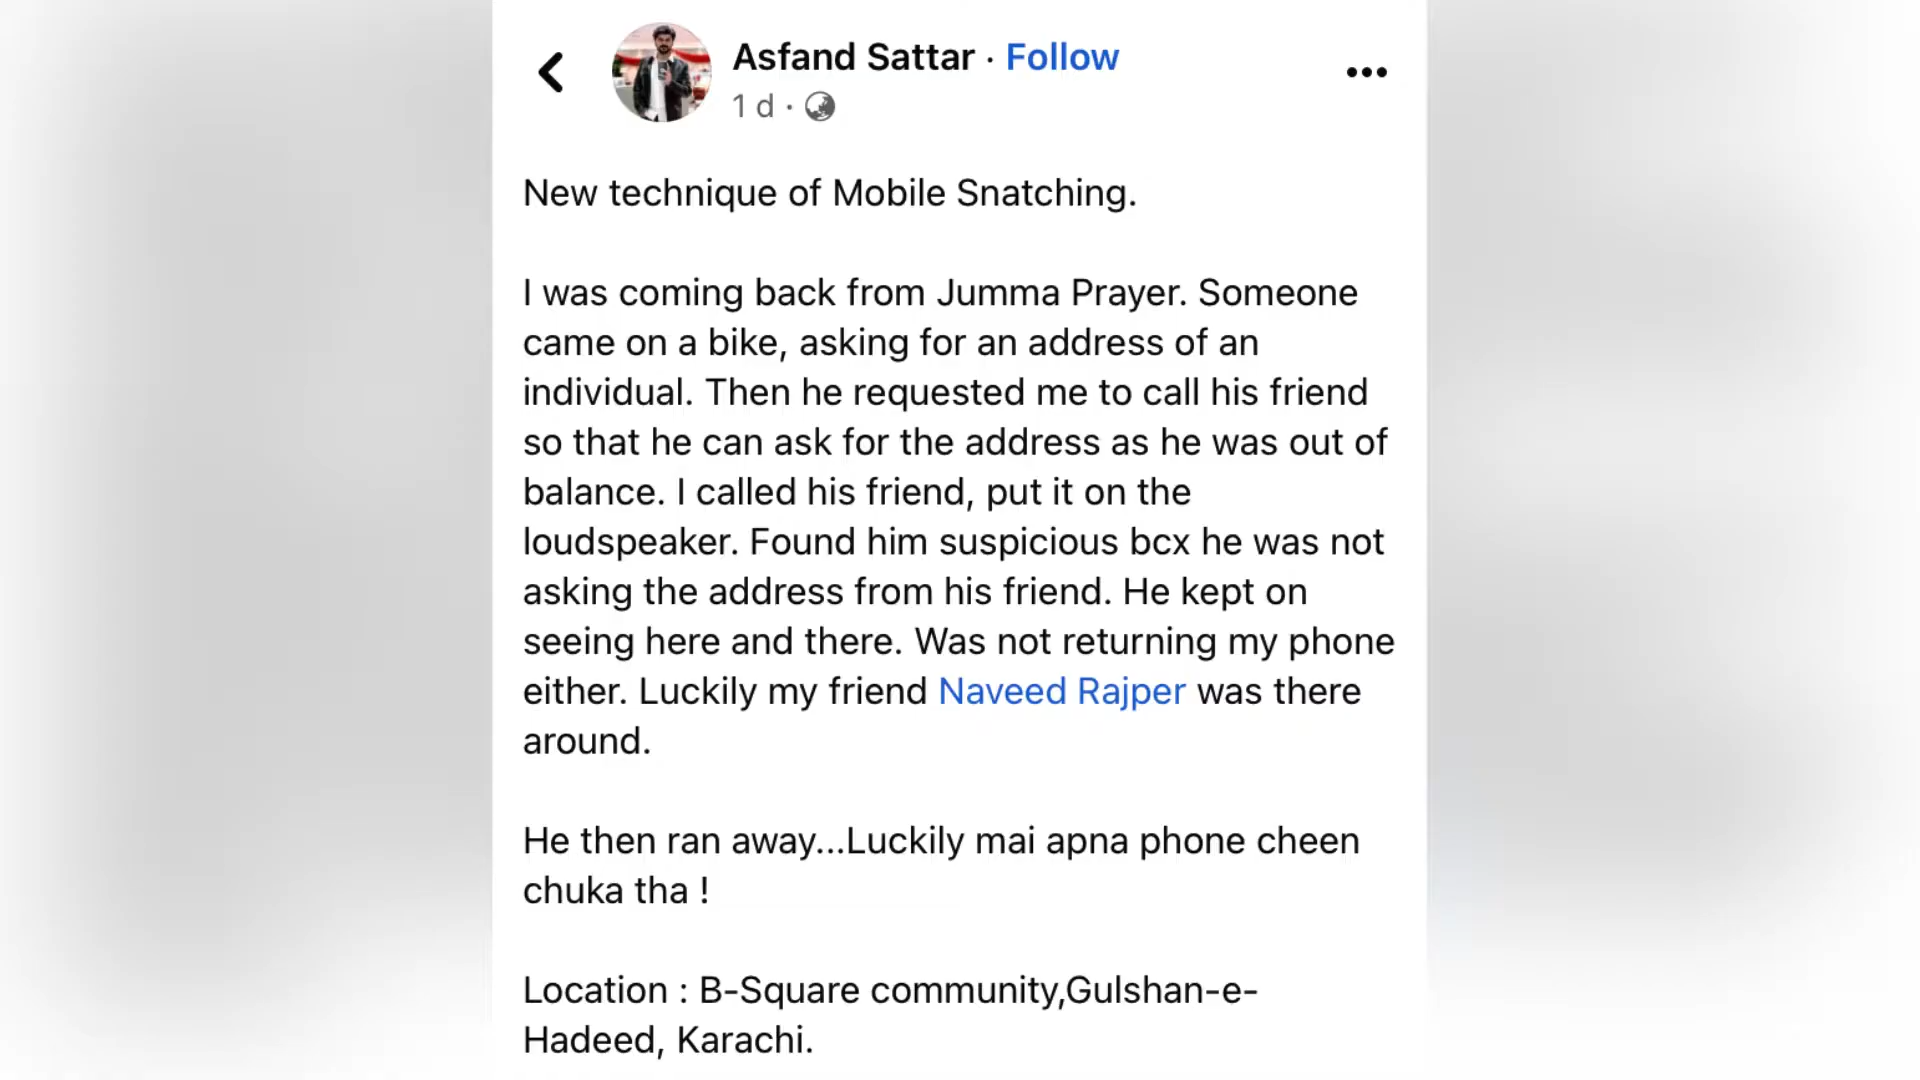 Asfand Sattar · Follow
1 d ·
New technique of Mobile Snatching.
I was coming back from Jumma Prayer. Someone
came on a bike, asking for an address of an
individual. Then he requested me to call his friend
so that he can ask for the address as he was out of
balance. I called his friend, put it on the
loudspeaker. Found him suspicious bcx he was not
asking the address from his friend. He kept on
seeing here and there. Was not returning my phone
either. Luckily my friend Naveed Rajper was there
around.
He then ran away...Luckily mai apna phone cheen
chuka tha !
Location : B-Square community,Gulshan-e-
Hadeed, Karachi.